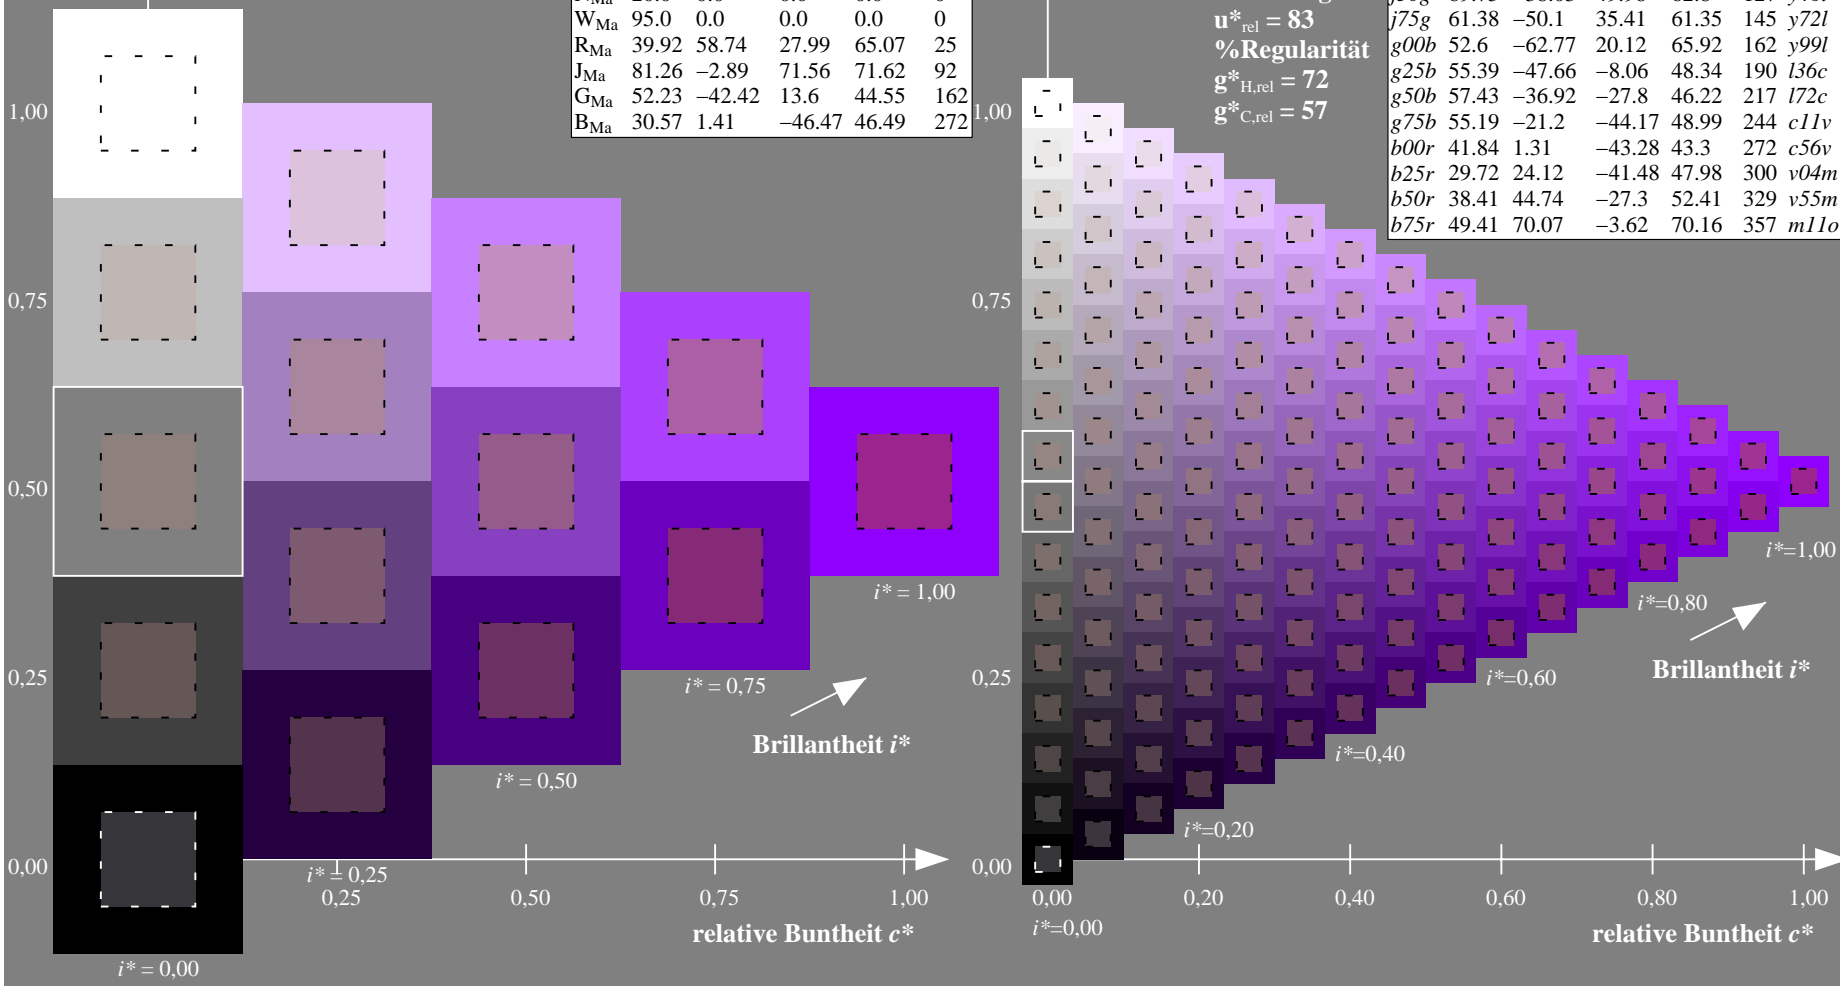 W_Ma 95.0 0.0 0.0 0.0 0
R_Ma 39.92 58.74 27.99 65.07 25
J_Ma 81.26 −2.89 71.56 71.62 92
G_Ma 52.23 −42.42 13.6 44.55 162
B_Ma 30.57 1.41 −46.47 46.49 272
u*rel = 83
%Regularität
g*H,rel = 72
g*C,rel = 57
j75g 61.38 −50.1 35.41 61.35 145 y72l
g00b 52.6 −62.77 20.12 65.92 162 y99l
g25b 55.39 −47.66 −8.06 48.34 190 l36c
g50b 57.43 −36.92 −27.8 46.22 217 l72c
g75b 55.19 −21.2 −44.17 48.99 244 c11v
b00r 41.84 1.31 −43.28 43.3 272 c56v
b25r 29.72 24.12 −41.48 47.98 300 v04m
b50r 38.41 44.74 −27.3 52.41 329 v55m
b75r 49.41 70.07 −3.62 70.16 357 m11o
1,00
0,75
0,50
0,25
0,00
i* = 1,00
i* = 0,75
Brillantheit i*
i* = 0,50
i* = 0,25
0,25 0,50 0,75 1,00
relative Buntheit c*
i* = 0,00
1,00
0,75
0,50
0,25
0,00
i*=1,00
i*=0,80
Brillantheit i*
i*=0,60
i*=0,40
i*=0,20
0,00 0,20 0,40 0,60 0,80 1,00
i*=0,00
relative Buntheit c*